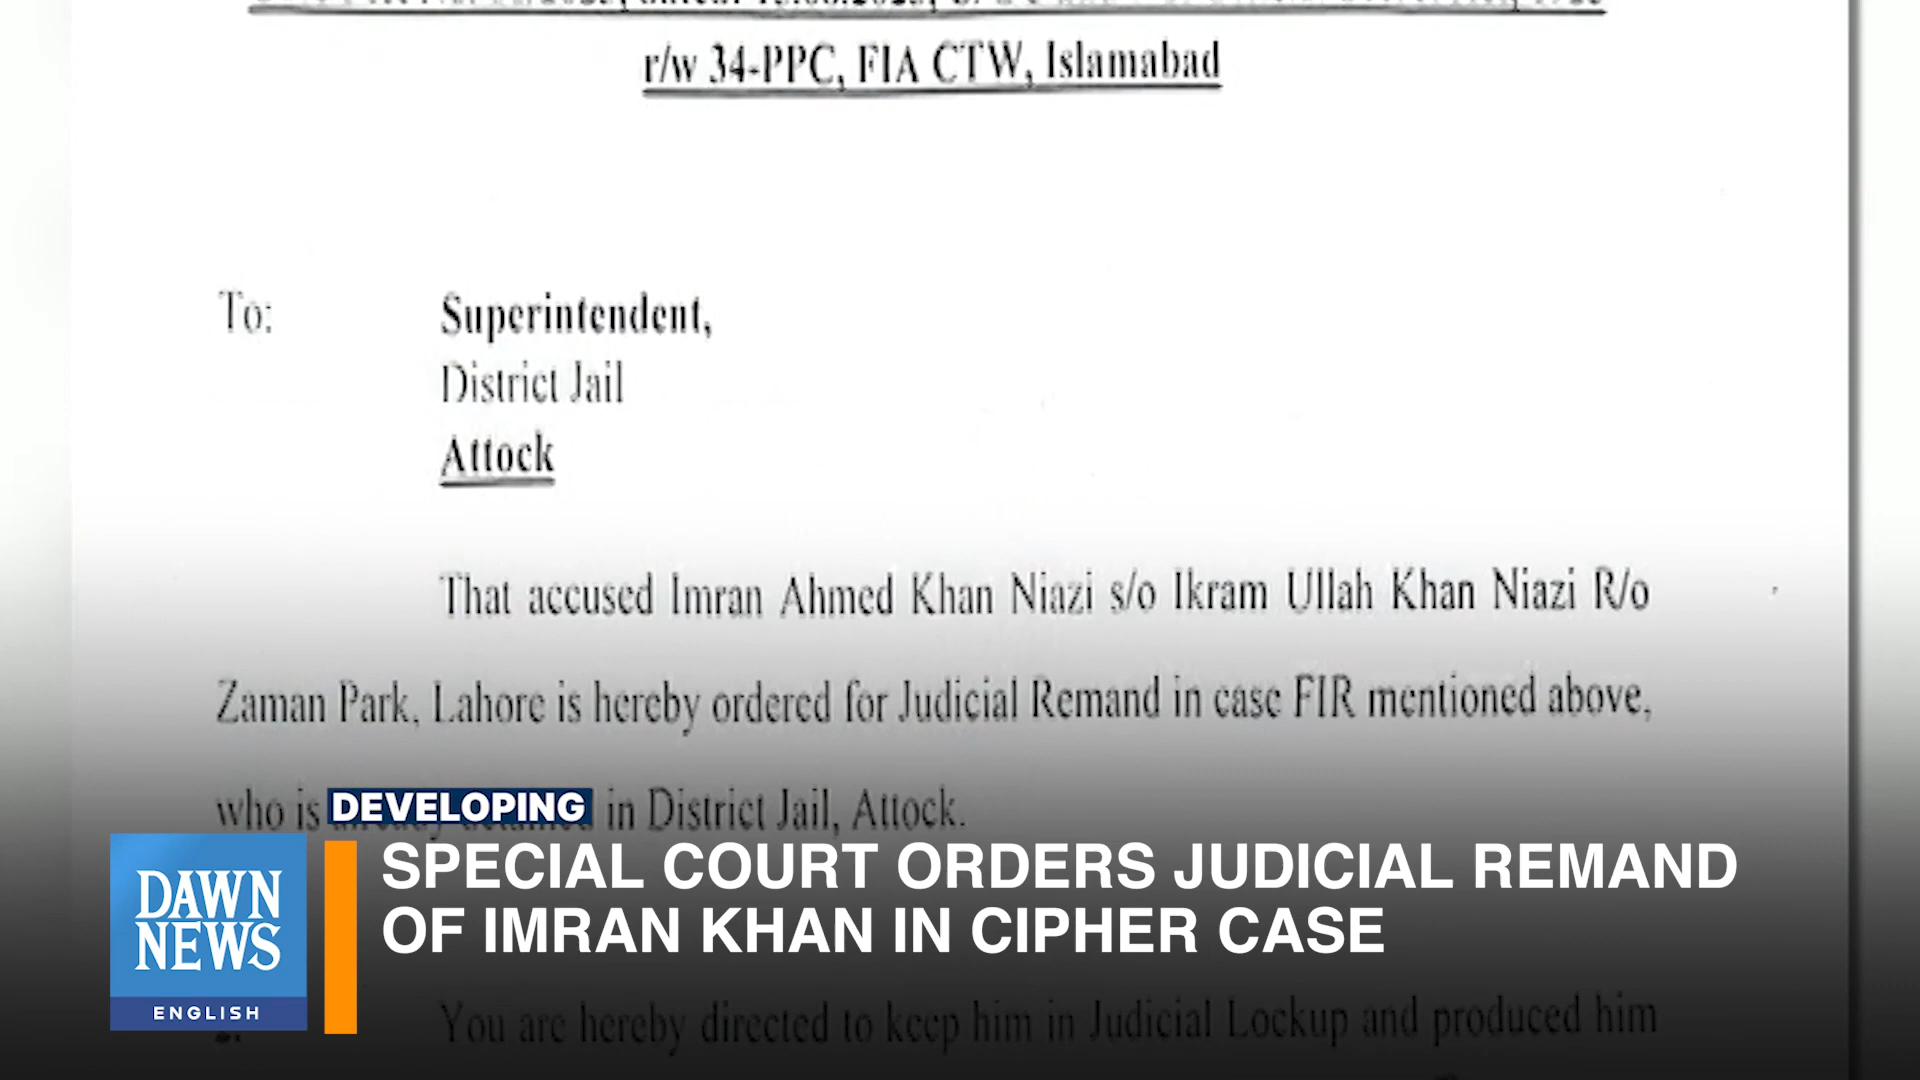 r/w 34-PPC, FIA CTW, Islamabad
To: Superintendent,
District Jail
Attock
That accused Imran Ahmed Khan Niazi s/o Ikram Ullah Khan Niazi R/o
Zaman Park, Lahore is hereby ordered for Judicial Remand in case FIR mentioned above,
who is in District Jail, Attock.
DEVELOPING
SPECIAL COURT ORDERS JUDICIAL REMAND
OF IMRAN KHAN IN CIPHER CASE
DAWN
NEWS
ENGLISH
You are hereby directed to keep him in Judicial Lockup and produced him